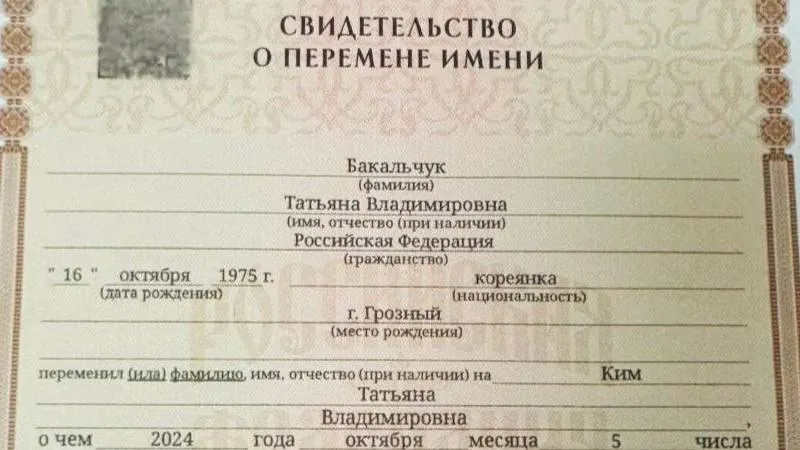 СВИДЕТЕЛЬСТВО
О ПЕРЕМЕНЕ ИМЕНИ
Бакальчук
(фамилия)
Татьяна Владимировна
(имя, отчество (при наличии)
Российская Федерация
(гражданство)
" 16 " октября 1975 г. кореянка
(дата рождения) (национальность)
г. Грозный
(место рождения)
переменил (ила) фамилию, имя, отчество (при наличии) на Ким
Татьяна
Владимировна ,
о чем 2024 года октября месяца 5 числа